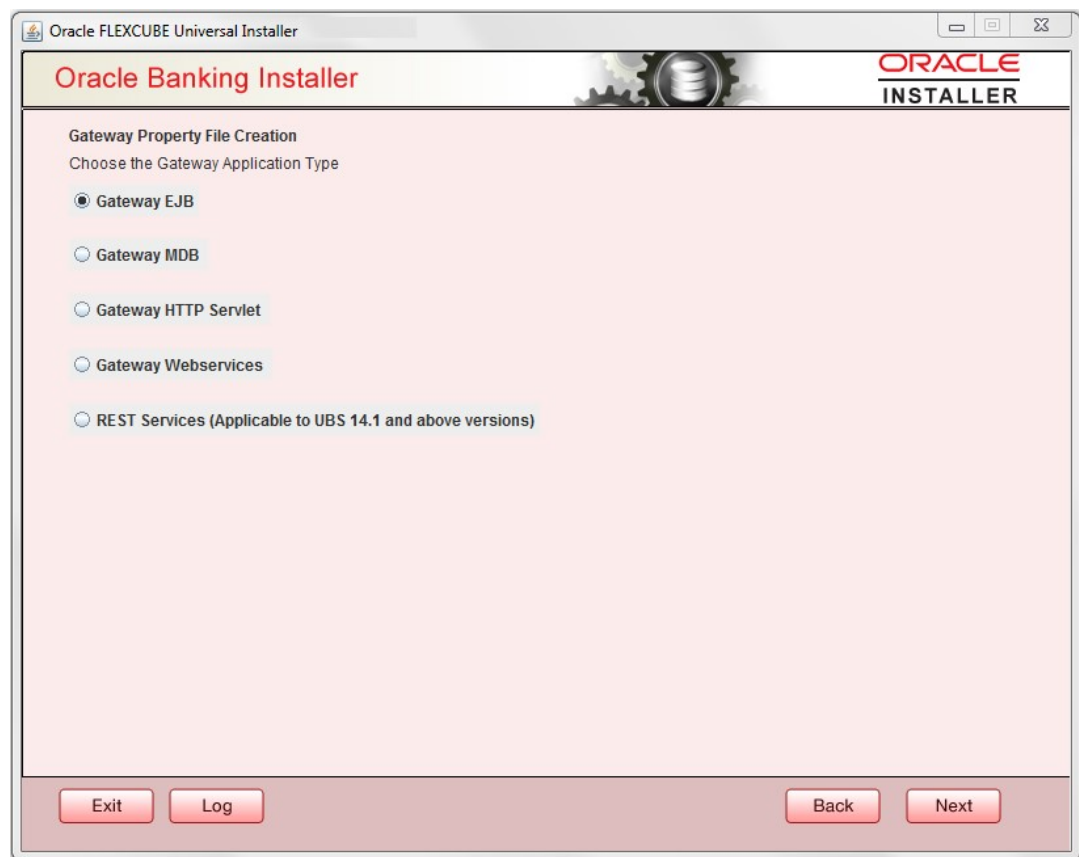 Oracle FLEXCUBE Universal Installer
Oracle Banking Installer
ORACLE
INSTALLER
Gateway Property File Creation
Choose the Gateway Application Type
Gateway EJB
Gateway MDB
Gateway HTTP Servlet
Gateway Webservices
REST Services (Applicable to UBS 14.1 and above versions)
Exit
Log
Back
Next